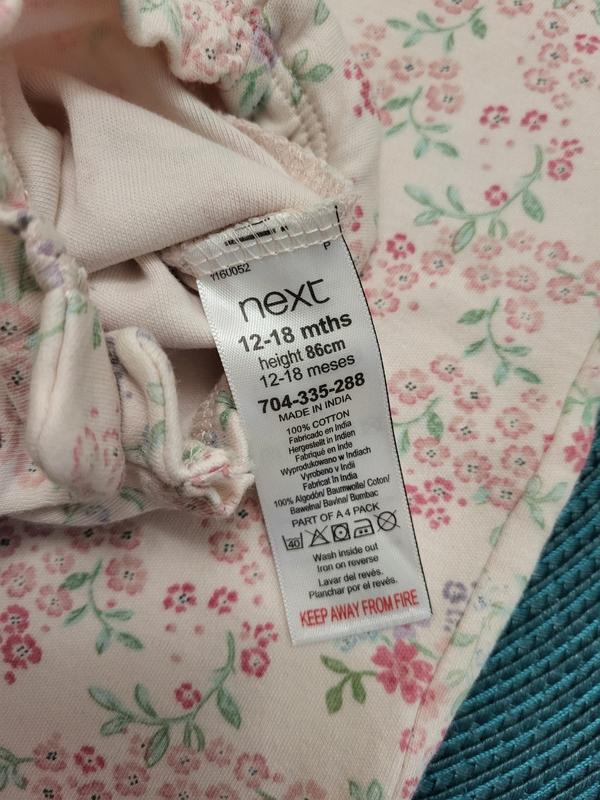 Y16U052 P
next
12-18 mths
height 86cm
12-18 meses
704-335-288
MADE IN INDIA
100% COTTON
Fabricado en India
Hergestellt in Indien
Fabriqué en Inde
Wyprodukowano w Indiach
Vyrobeno v Indii
Fabricat în India
100% Algodón/ Baumwolle/ Coton/
Bawełna/ Bavlna/ Bumbac
PART OF A 4 PACK
40
Wash inside out
Iron on reverse
Lavar del revés.
Planchar por el revés.
KEEP AWAY FROM FIRE